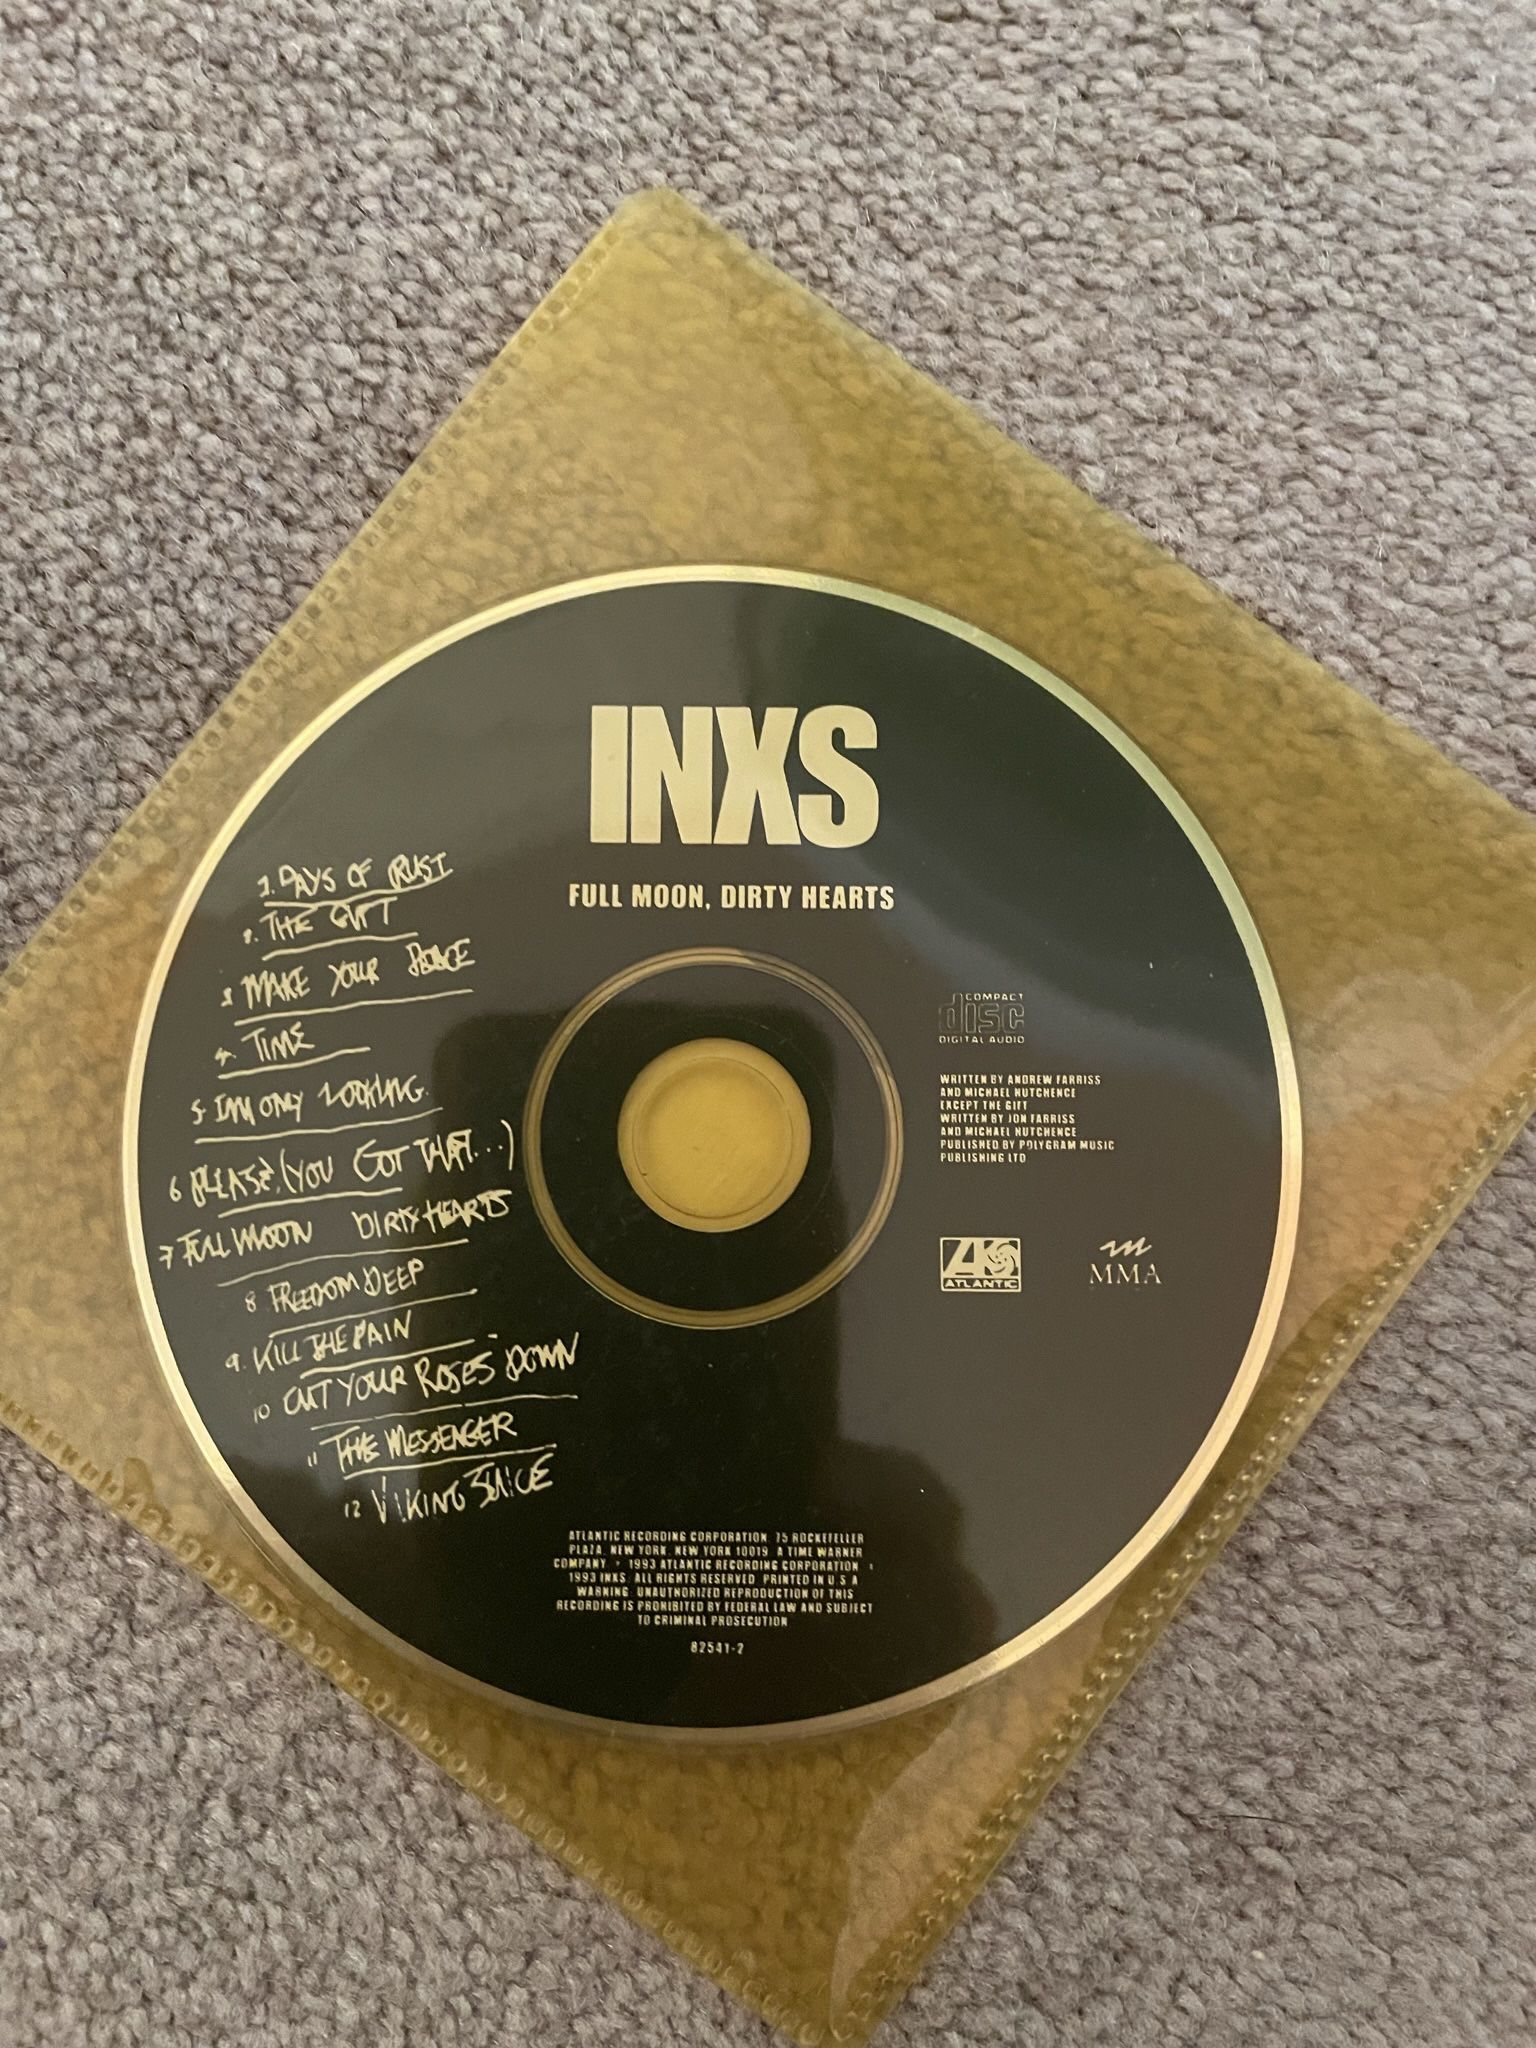 INXS
FULL MOON, DIRTY HEARTS
1. DAYS OF RUST
2. THE GIFT
3 MAKE YOUR PEACE
4. TIME
5 IM ONLY LOOKING.
6 PLEASE (YOU GOT THAT...)
7 FULL MOON DIRTY HEARTS
8 FREEDOM DEEP
9. KILL THE PAIN
10 CUT YOUR ROSES DOWN
11 THE MESSENGER
12 VIKING JUICE
COMPACT
disc
DIGITAL AUDIO
WRITTEN BY ANDREW FARRISS
AND MICHAEL HUTCHENCE
EXCEPT THE GIFT
WRITTEN BY JON FARRISS
AND MICHAEL HUTCHENCE
PUBLISHED BY POLYGRAM MUSIC
PUBLISHING LTD
ATLANTIC
MMA
ATLANTIC RECORDING CORPORATION, 75 ROCKEFELLER
PLAZA, NEW YORK, NEW YORK 10019. A TIME WARNER
COMPANY • 1993 ATLANTIC RECORDING CORPORATION •
1993 INXS. ALL RIGHTS RESERVED. PRINTED IN U.S.A.
WARNING: UNAUTHORIZED REPRODUCTION OF THIS
RECORDING IS PROHIBITED BY FEDERAL LAW AND SUBJECT
TO CRIMINAL PROSECUTION
82541-2